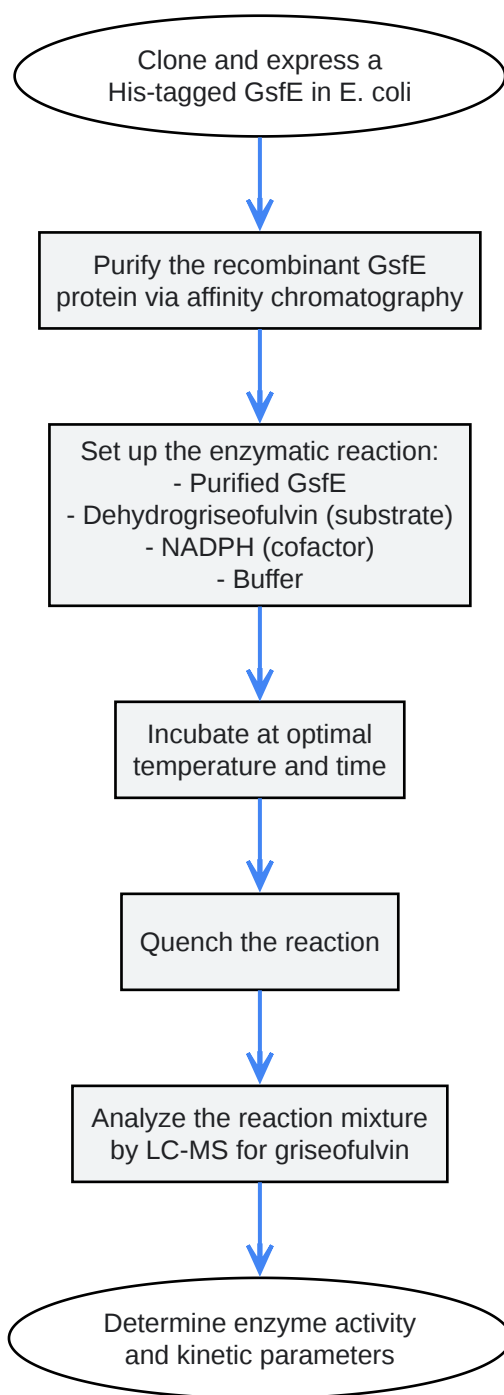 Clone and express a
His-tagged GsfE in E. coli
Purify the recombinant GsfE
protein via affinity chromatography
Set up the enzymatic reaction:
- Purified GsfE
- Dehydrogriseofulvin (substrate)
- NADPH (cofactor)
- Buffer
Incubate at optimal
temperature and time
Quench the reaction
Analyze the reaction mixture
by LC-MS for griseofulvin
Determine enzyme activity
and kinetic parameters